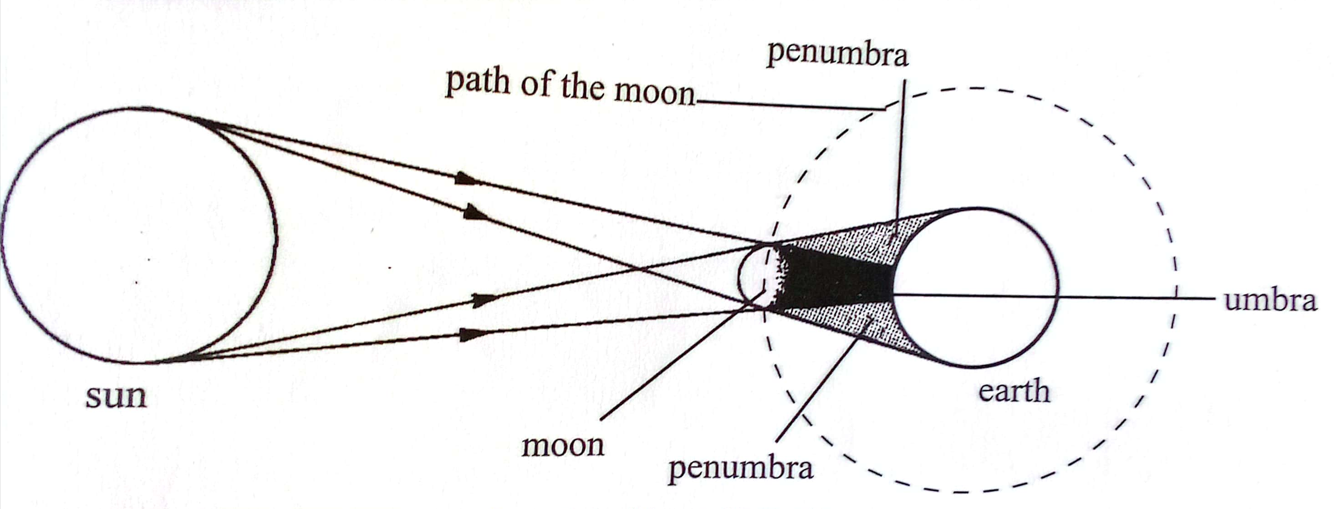 penumbra
path of the moon
umbra
sun
earth
moon
penumbra